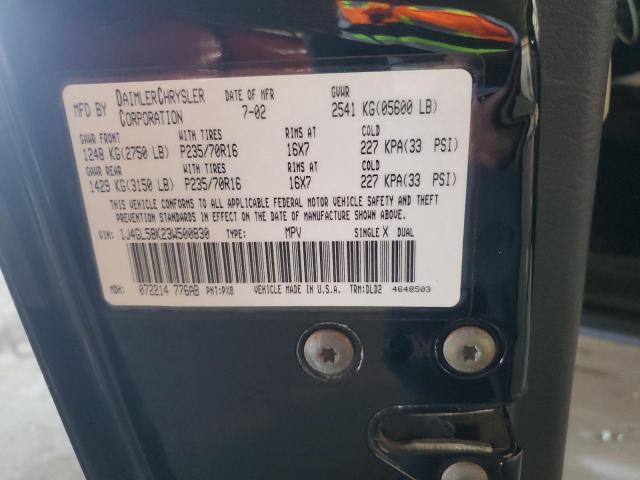 MFD BY DAIMLERCHRYSLER CORPORATION DATE OF MFR 7-02 GVWR 2541 KG(05600 LB)
GAWR FRONT WITH TIRES RIMS AT COLD
1248 KG(2750 LB) P235/70R16 16X7 227 KPA(33 PSI)
GAWR REAR WITH TIRES RIMS AT COLD
1429 KG(3150 LB) P235/70R16 16X7 227 KPA(33 PSI)
THIS VEHICLE CONFORMS TO ALL APPLICABLE FEDERAL MOTOR VEHICLE SAFETY AND THEFT
PREVENTION STANDARDS IN EFFECT ON THE DATE OF MANUFACTURE SHOWN ABOVE.
VIN: 1J4GL58K23W500830 TYPE: MPV SINGLE X DUAL
MDH: 072214 776AB PNT:PX8 VEHICLE MADE IN U.S.A. TRM:DLD2 4648503